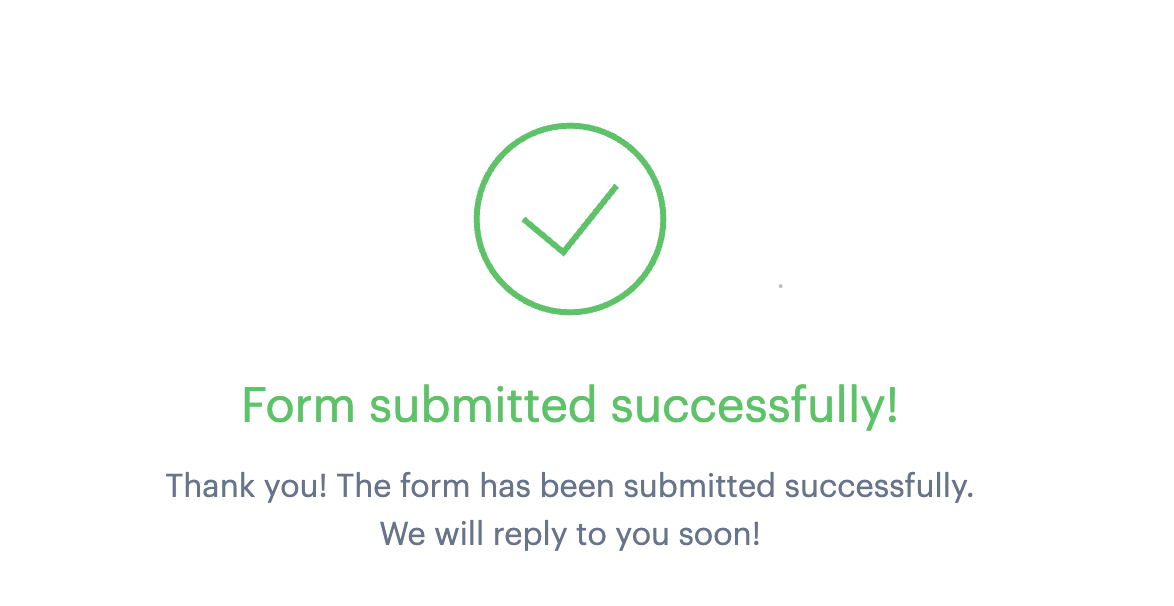 Form submitted successfully!
Thank you! The form has been submitted successfully.
We will reply to you soon!